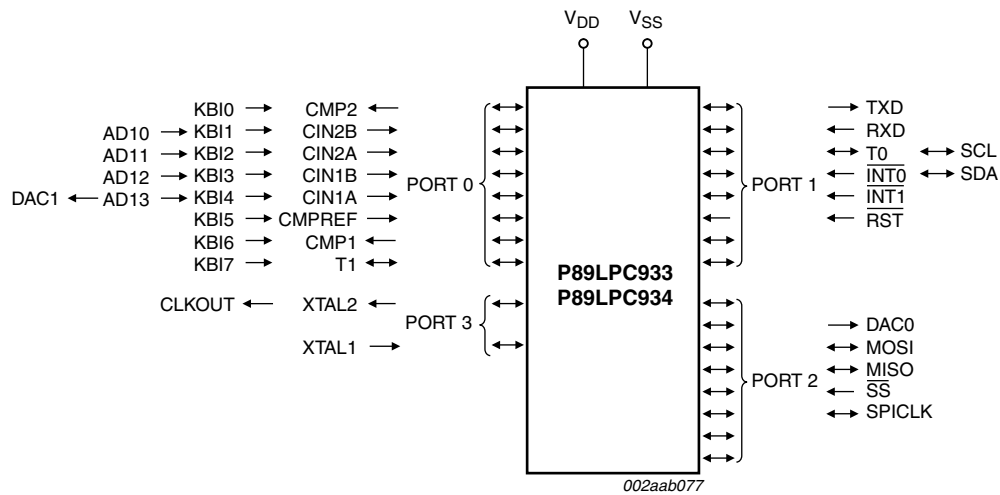 VDD VSS
KBI0 CMP2 TXD
AD10 KBI1 CIN2B RXD
AD11 KBI2 CIN2A T0 SCL
AD12 KBI3 CIN1B PORT 0 PORT 1 INT0 SDA
DAC1 AD13 KBI4 CIN1A INT1
KBI5 CMPREF RST
KBI6 CMP1
KBI7 T1
P89LPC933
P89LPC934
CLKOUT XTAL2
PORT 3
DAC0
XTAL1 MOSI
MISO
PORT 2
SS
SPICLK
002aab077